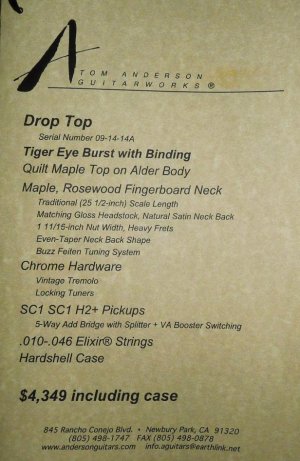 A
TOM ANDERSON
GUITARWORKS ®
Drop Top
Serial Number 09-14-14A
Tiger Eye Burst with Binding
Quilt Maple Top on Alder Body
Maple, Rosewood Fingerboard Neck
Traditional (25 1/2-inch) Scale Length
Matching Gloss Headstock, Natural Satin Neck Back
1 11/16-inch Nut Width, Heavy Frets
Even-Taper Neck Back Shape
Buzz Feiten Tuning System
Chrome Hardware
Vintage Tremolo
Locking Tuners
SC1 SC1 H2+ Pickups
5-Way Add Bridge with Splitter + VA Booster Switching
.010-.046 Elixir® Strings
Hardshell Case
$4,349 including case
845 Rancho Conejo Blvd. • Newbury Park, CA 91320
(805) 498-1747 FAX (805) 498-0878
www.andersonguitars.com info.aguitars@earthlink.net